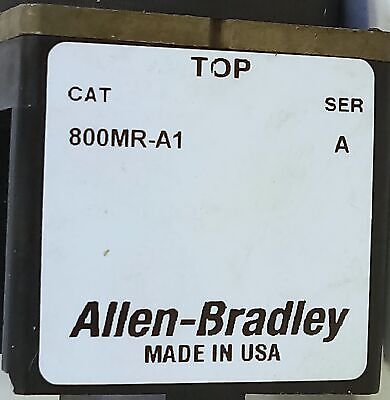 TOP
CAT SER
800MR-A1 A
Allen-Bradley
MADE IN USA